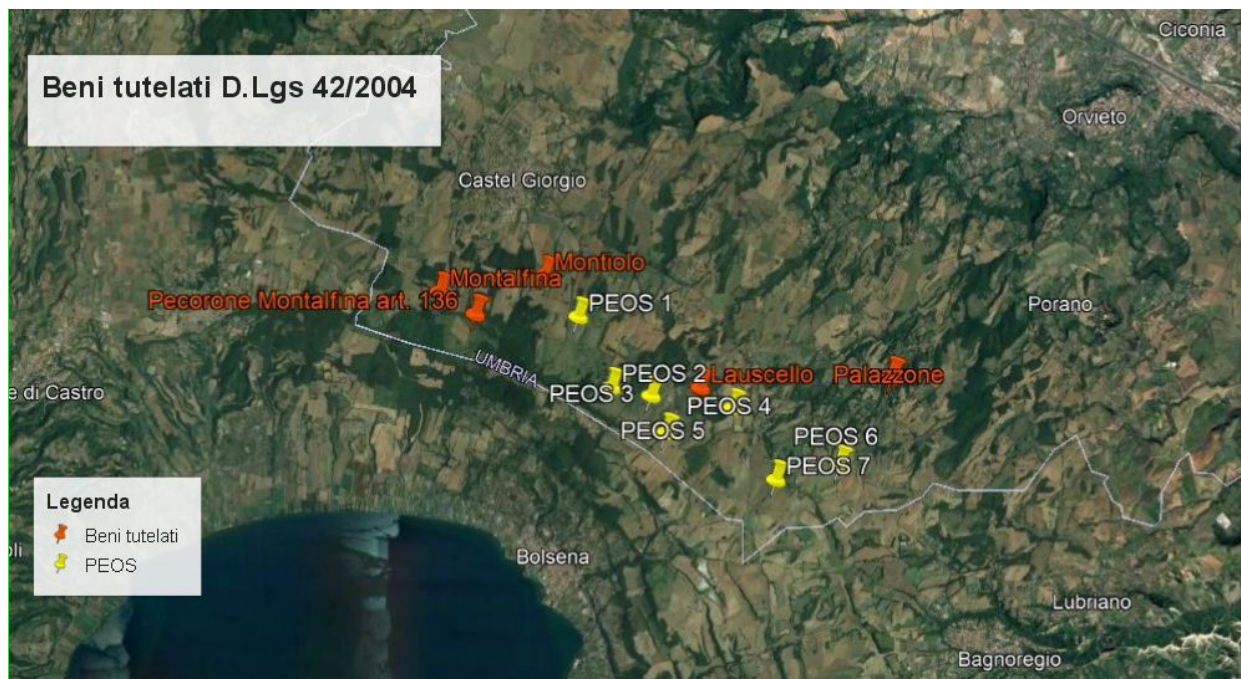 Ciconia
Beni tutelati D.Lgs 42/2004
Orvieto
Castel Giorgio
Montiolo
Montalfina
Pecorone Montalfina art. 136
PEOS 1
Porano
UMBRIA
PEOS 2
Lauscello
Palazzone
PEOS 3
e di Castro
PEOS 4
PEOS 5
PEOS 6
PEOS 7
Legenda
Beni tutelati
PEOS
oli
Bolsena
Lubriano
Bagnoregio